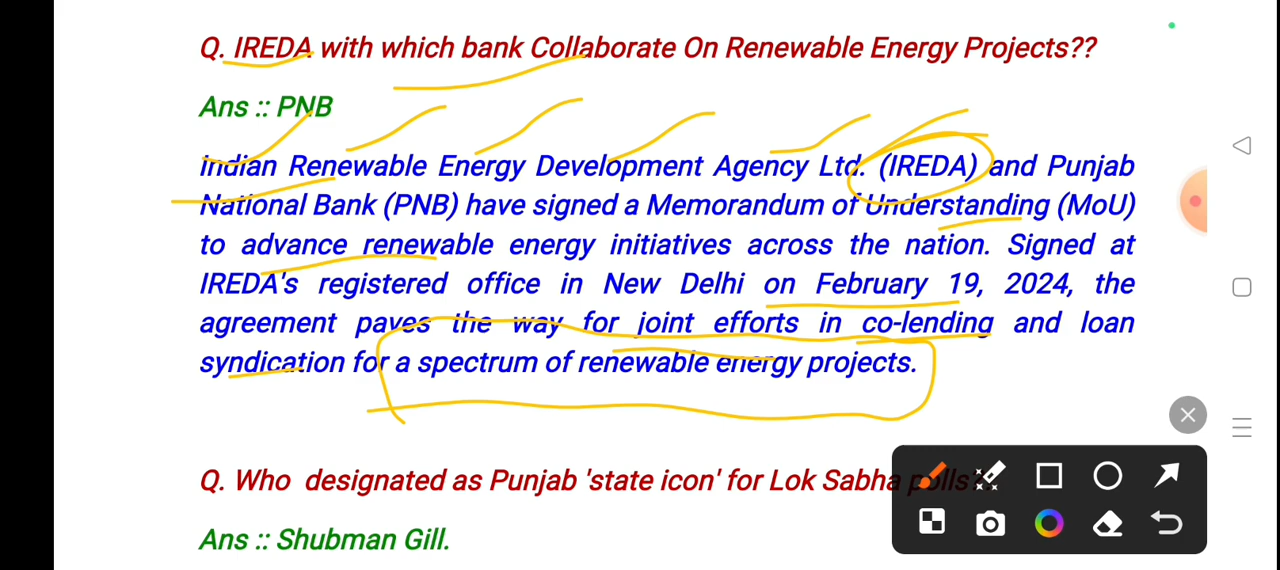 Q. IREDA with which bank Collaborate On Renewable Energy Projects??
Ans :: PNB
Indian Renewable Energy Development Agency Ltd. (IREDA) and Punjab
National Bank (PNB) have signed a Memorandum of Understanding (MoU)
to advance renewable energy initiatives across the nation. Signed at
IREDA's registered office in New Delhi on February 19, 2024, the
agreement paves the way for joint efforts in co-lending and loan
syndication for a spectrum of renewable energy projects.
Q. Who designated as Punjab 'state icon' for Lok Sabha polls?
Ans :: Shubman Gill.